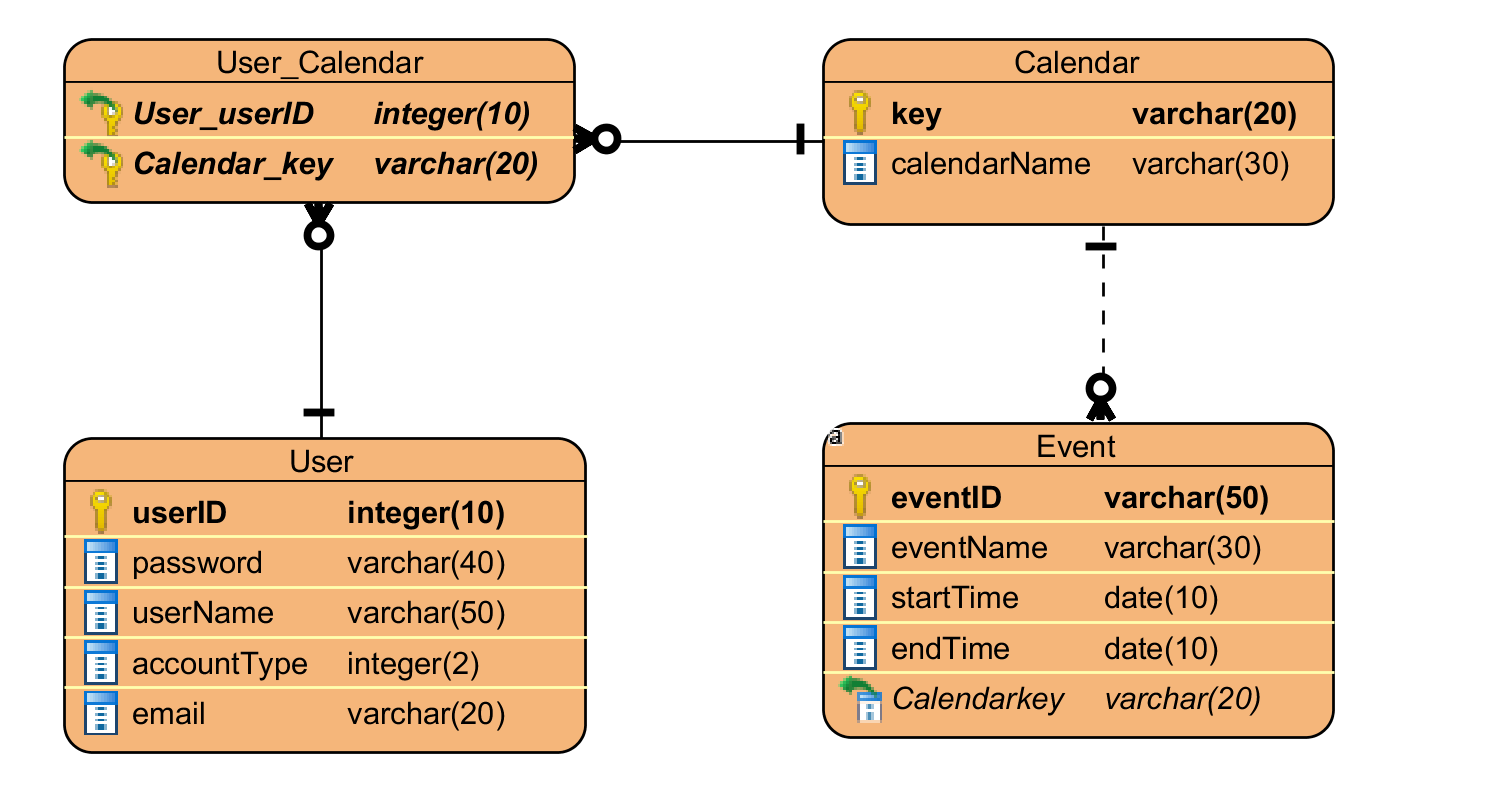 User_Calendar
User_userID integer(10)
Calendar_key varchar(20)
Calendar
key varchar(20)
calendarName varchar(30)
User
userID integer(10)
password varchar(40)
userName varchar(50)
accountType integer(2)
email varchar(20)
a
Event
eventID varchar(50)
eventName varchar(30)
startTime date(10)
endTime date(10)
Calendarkey varchar(20)